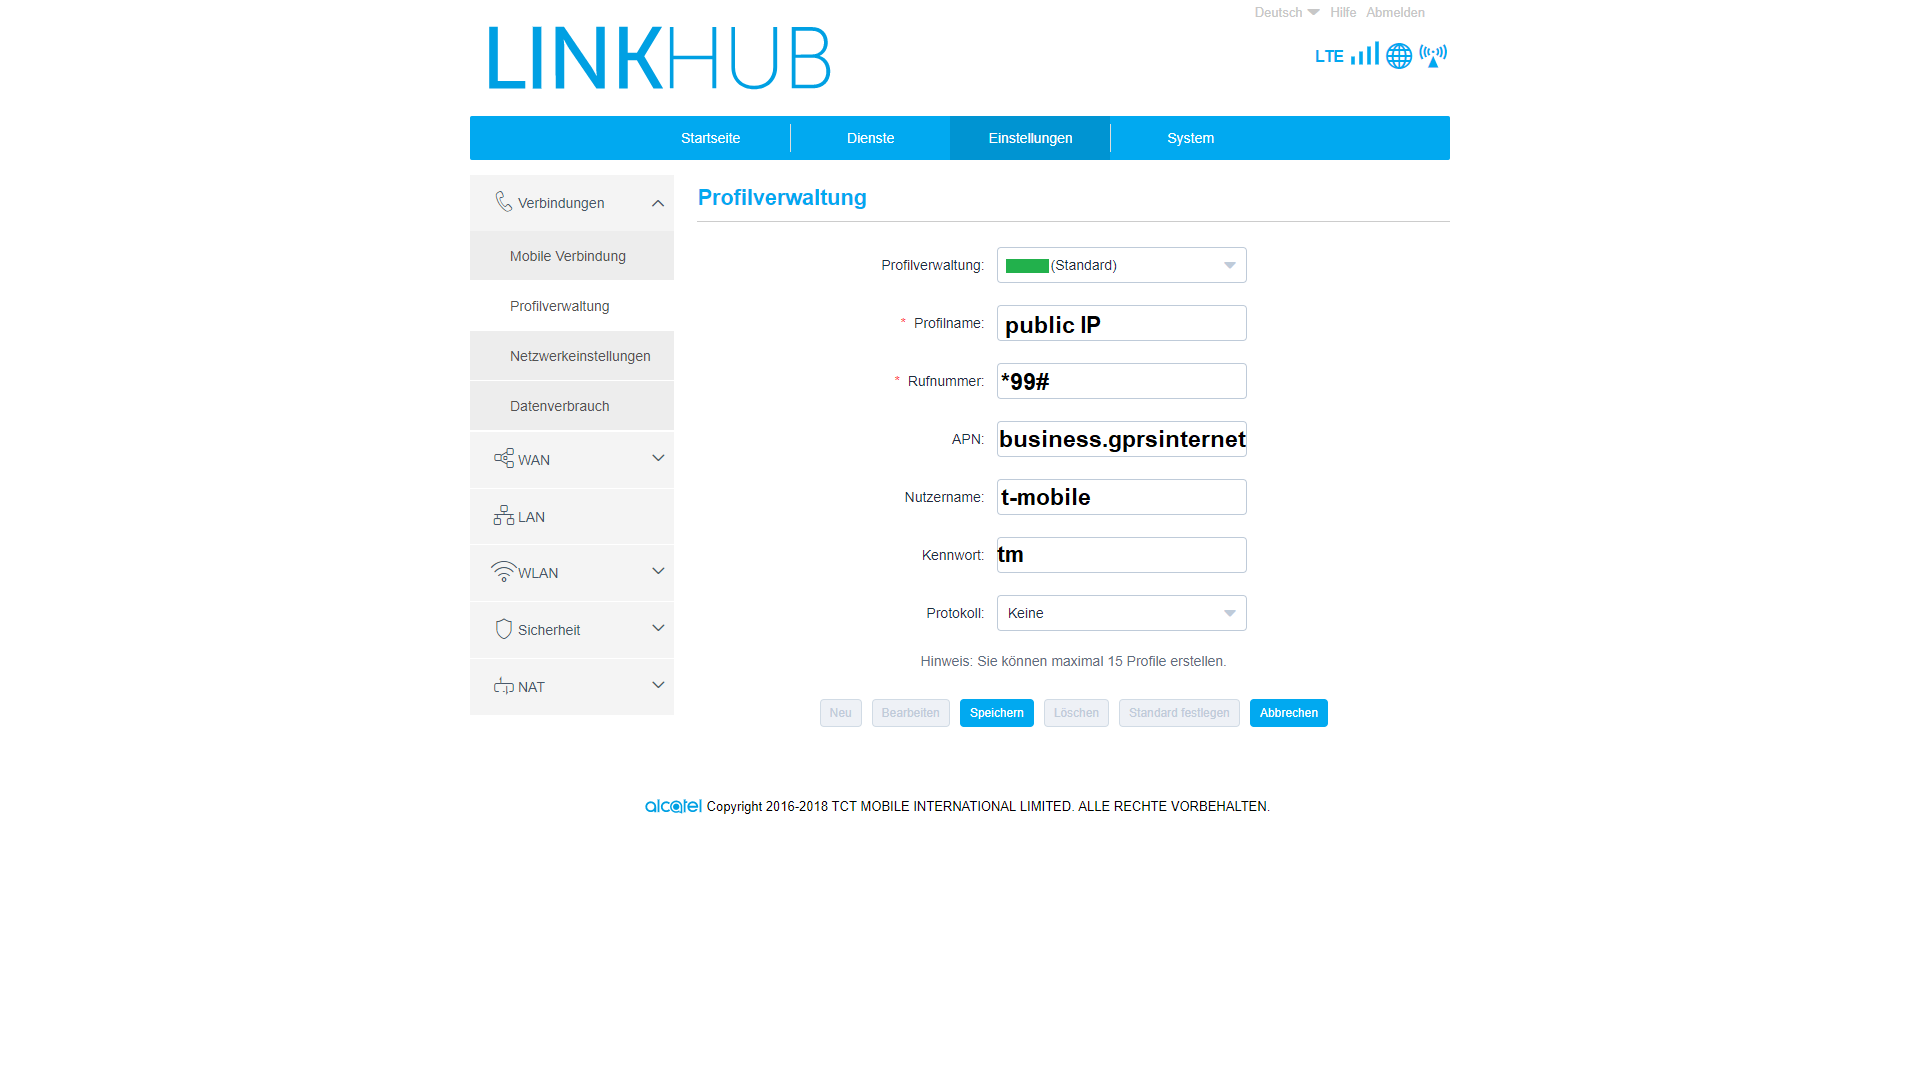 Deutsch Hilfe Abmelden
LINKHUB
LTE
Startseite Dienste Einstellungen System
Verbindungen
Mobile Verbindung
Profilverwaltung
Netzwerkeinstellungen
Datenverbrauch
WAN
LAN
WLAN
Sicherheit
NAT
Profilverwaltung
Profilverwaltung: (Standard)
* Profilname: public IP
* Rufnummer: *99#
APN: business.gprsinternet
Nutzername: t-mobile
Kennwort: tm
Protokoll: Keine
Hinweis: Sie können maximal 15 Profile erstellen.
Neu Bearbeiten Speichern Löschen Standard festlegen Abbrechen
alcatel Copyright 2016-2018 TCT MOBILE INTERNATIONAL LIMITED. ALLE RECHTE VORBEHALTEN.